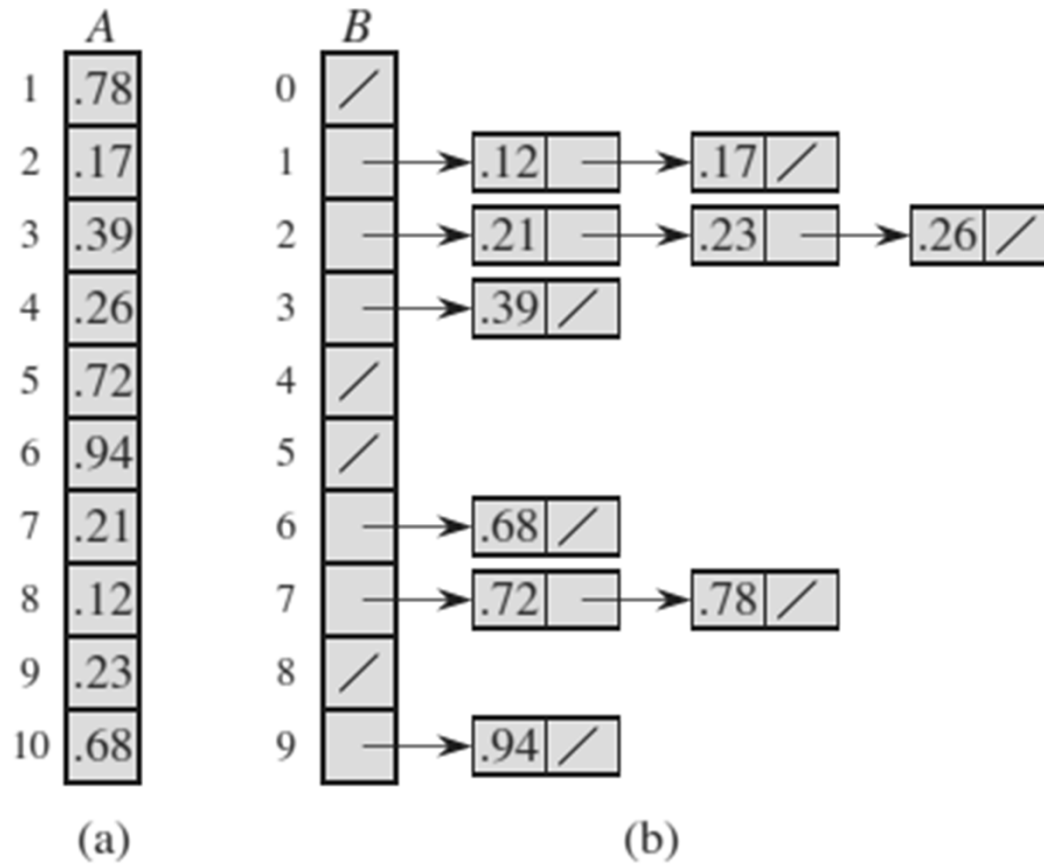 A B
1 .78 0
2 .17 1 .12 .17
3 .39 2 .21 .23 .26
4 .26 3 .39
5 .72 4
6 .94 5
7 .21 6 .68
8 .12 7 .72 .78
9 .23 8
10 .68 9 .94
(a) (b)